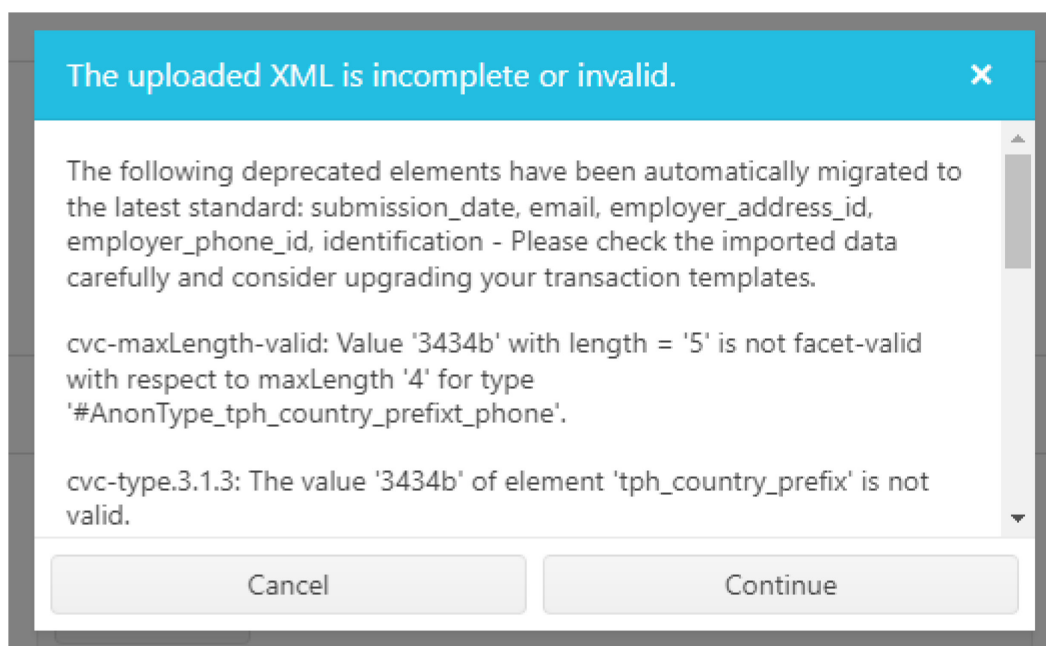 The uploaded XML is incomplete or invalid.
The following deprecated elements have been automatically migrated to
the latest standard: submission_date, email, employer_address_id,
employer_phone_id, identification - Please check the imported data
carefully and consider upgrading your transaction templates.
cvc-maxLength-valid: Value '3434b' with length = '5' is not facet-valid
with respect to maxLength '4' for type
'#AnonType_tph_country_prefixt_phone'.
cvc-type.3.1.3: The value '3434b' of element 'tph_country_prefix' is not
valid.
Cancel
Continue